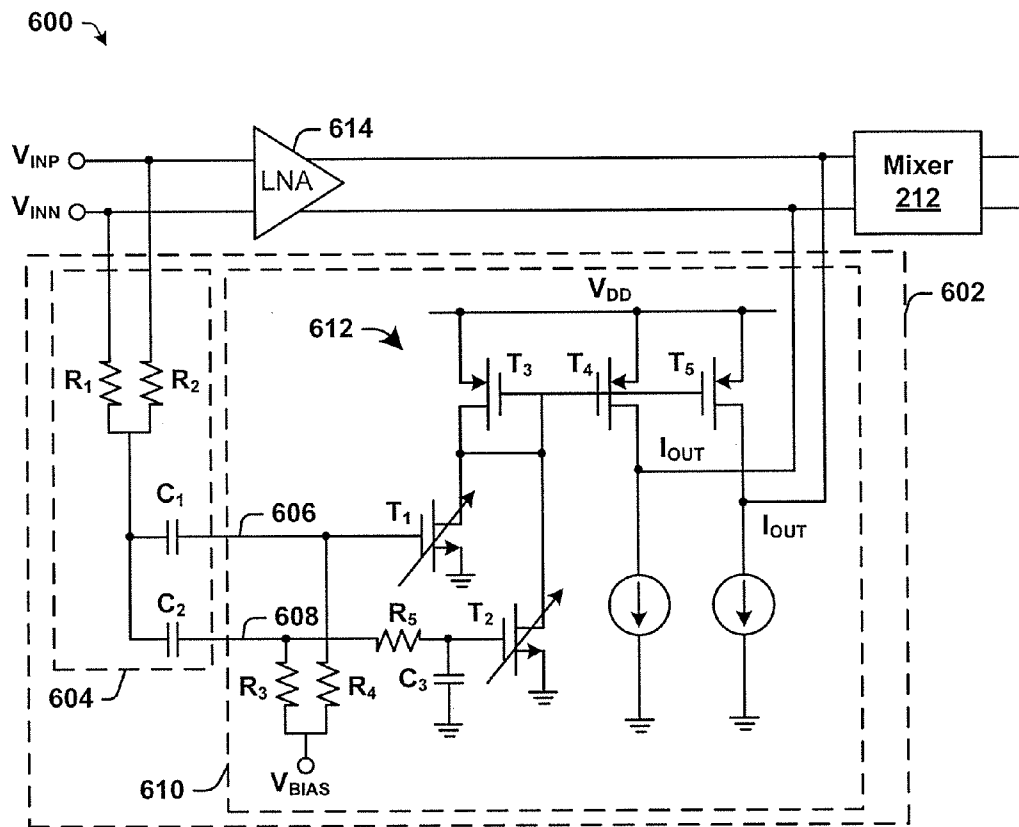 600
614
V_INP
LNA
Mixer
212
V_INN
602
V_DD
612
R_1
R_2
T_3
T_4
T_5
I_OUT
C_1
606
T_1
I_OUT
C_2
608
R_5
T_2
R_3
R_4
C_3
604
610
V_BIAS